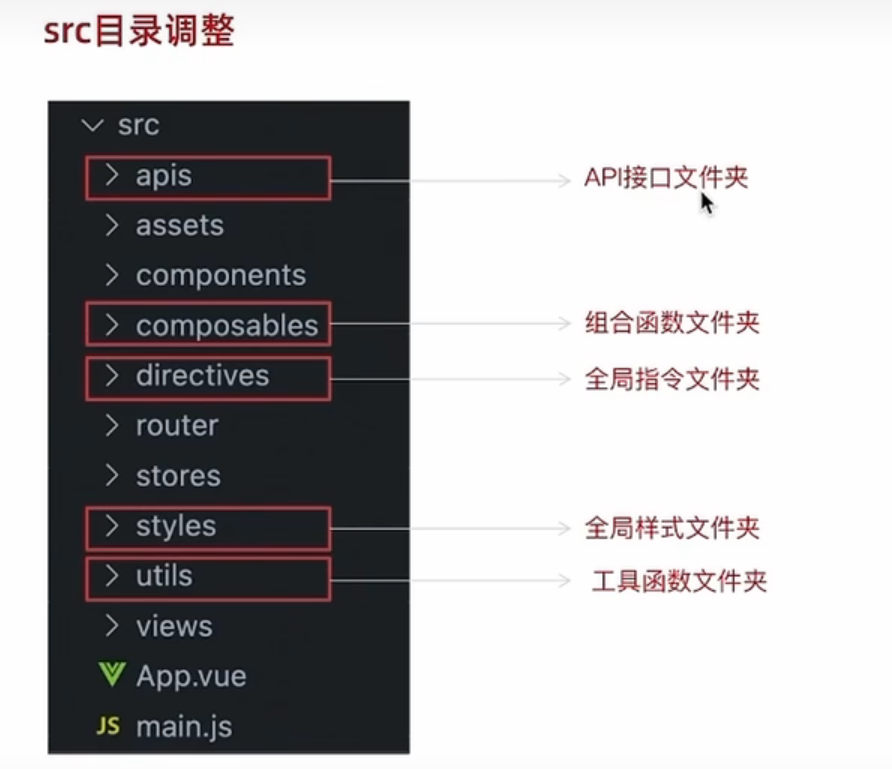 src目录调整
src
apis
API接口文件夹
assets
components
composables
组合函数文件夹
directives
全局指令文件夹
router
stores
styles
全局样式文件夹
utils
工具函数文件夹
views
App.vue
JS main.js